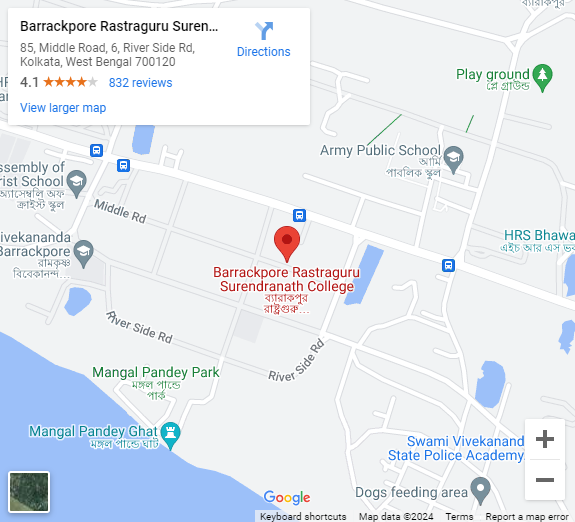 Barrackpore Rastraguru Suren...
85, Middle Road, 6, River Side Rd,
Kolkata, West Bengal 700120
4.1
832 reviews
Directions
View larger map
ব্যারাকপুর
Play ground
প্লে গ্রাউন্ড
Army Public School
আর্মি
পাবলিক স্কুল
ssembly of
rist School
অ্যাসেম্বলি অফ
ক্রাইস্ট স্কুল
Middle Rd
ivekananda
Barrackpore
রামকৃষ্ণ
বিবেকানন্দ...
HRS Bhawa
এইচ আর এস ভব
Barrackpore Rastraguru
Surendranath College
ব্যারাকপুর
রাষ্ট্রগুরু...
River Side Rd
River Side Rd
Mangal Pandey Park
মঙ্গল পান্ডে
পার্ক
Mangal Pandey Ghat
মঙ্গল পান্ডে ঘাট
Swami Vivekanand
State Police Academy
Dogs feeding area
Google
Keyboard shortcuts
Map data ©2024
Terms
Report a map error